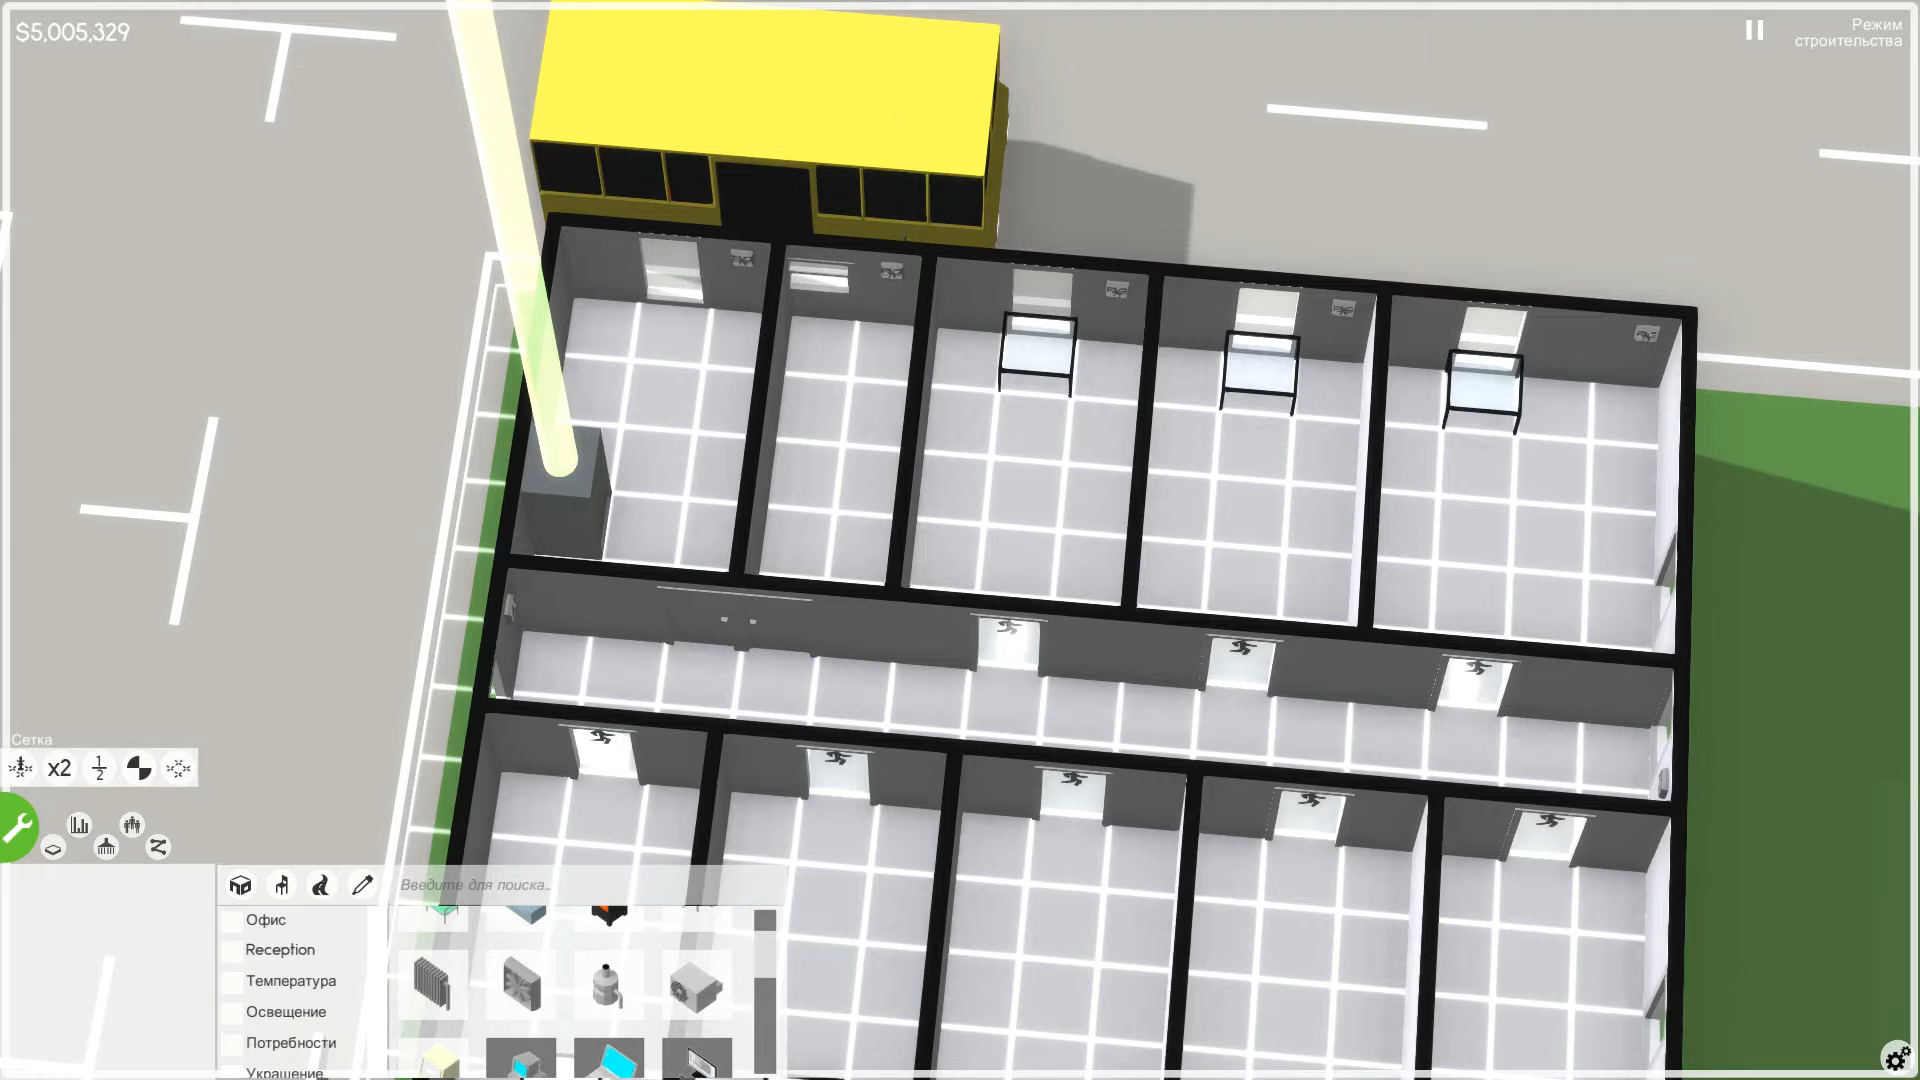 $5,005,329
Режим
строительства
Сетка
x2
1
2
Введите для поиска...
Офис
Reception
Температура
Освещение
Потребности
Украшение